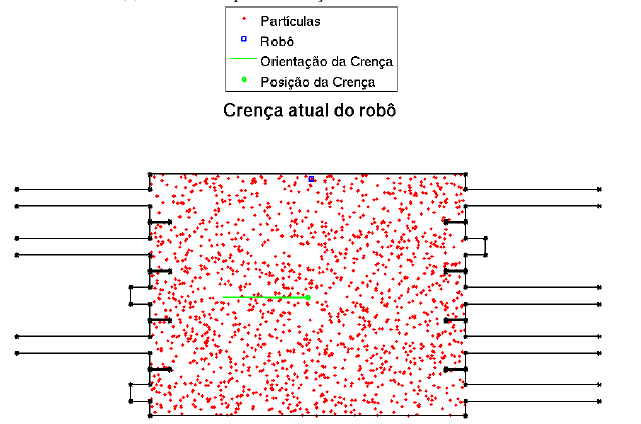 Partículas
Robô
Orientação da Crença
Posição da Crença
Crença atual do robô